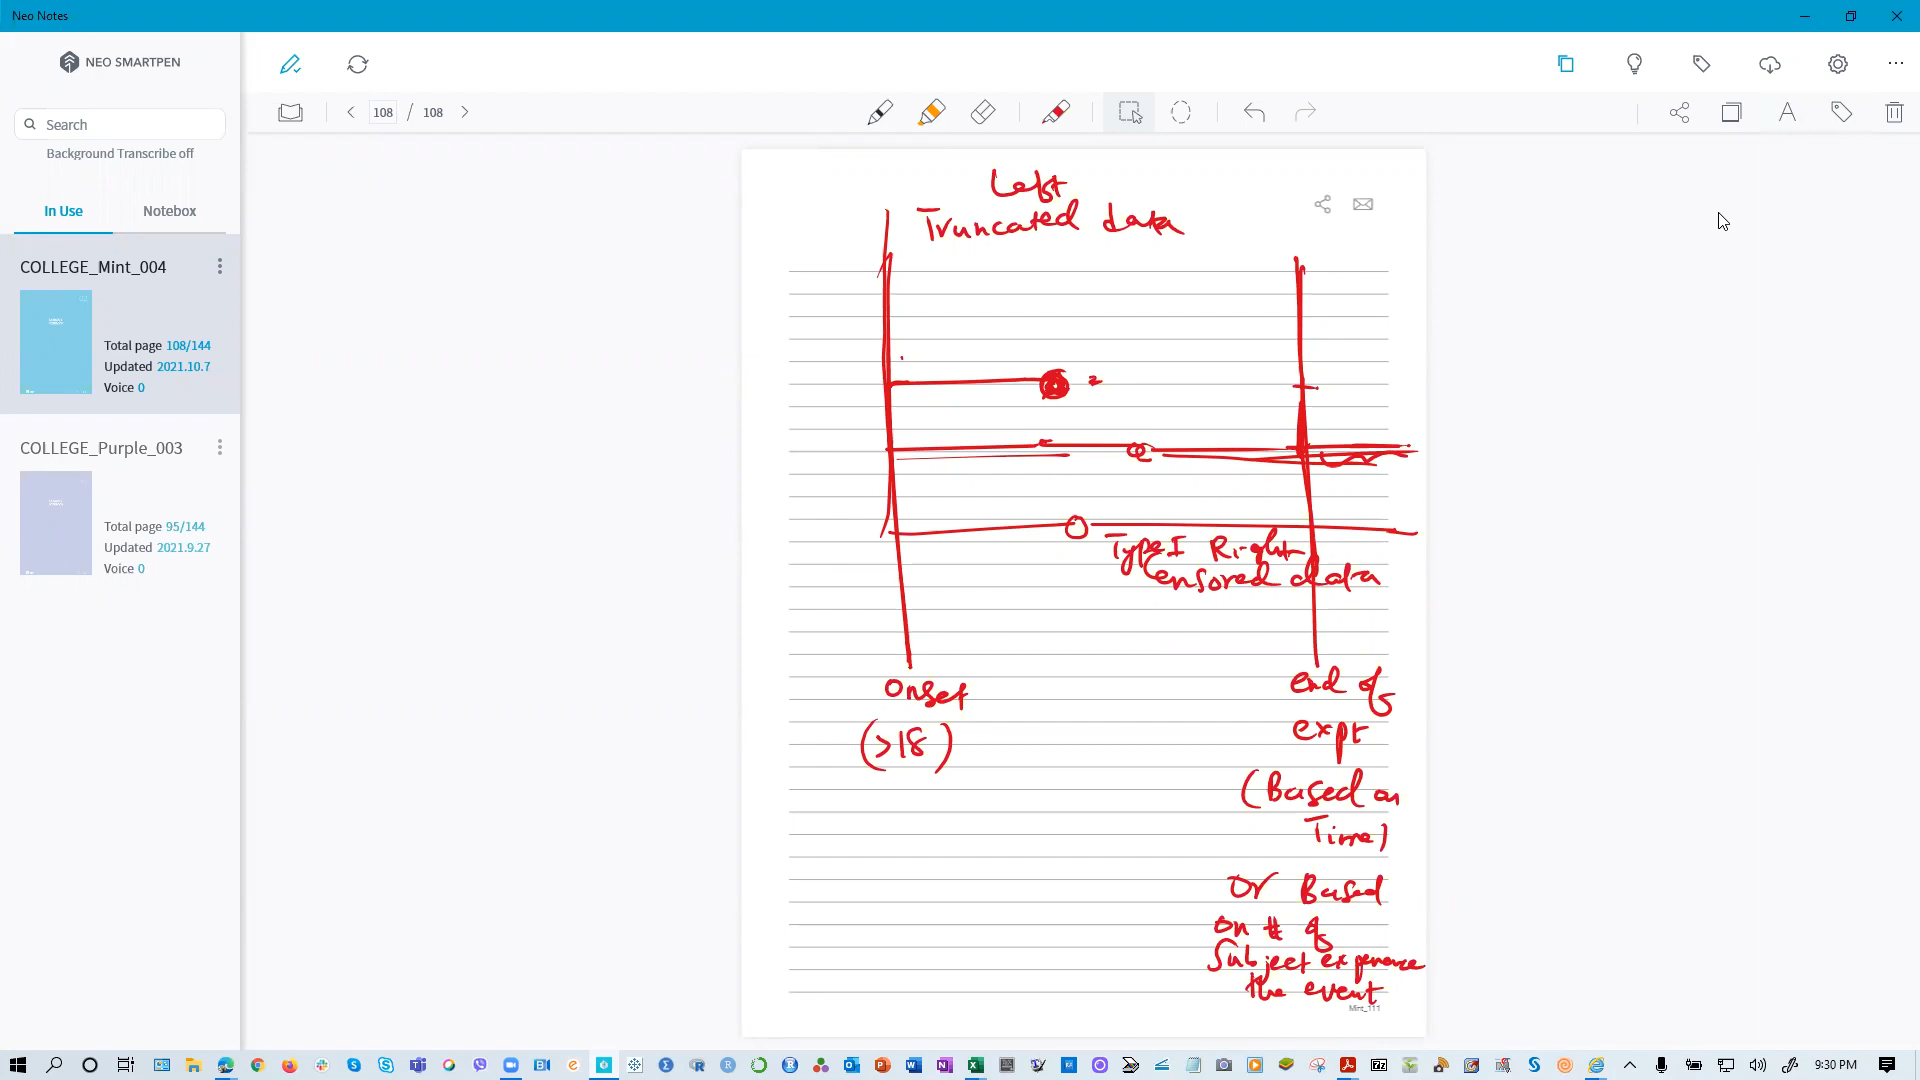 Neo Notes
NEO SMARTPEN
Search
Background Transcribe off
In Use
Notebox
COLLEGE_Mint_004
Total page 108/144
Updated 2021.10.7
Voice 0
COLLEGE_Purple_003
Total page 95/144
Updated 2021.9.27
Voice 0
108 / 108
Left
Truncated data
Type I Right
Censored data
Onset
(>18)
end of
expt
(Based on
Time)
Or Based
On # of
Subject experience
the event
Mint_111
9:30 PM